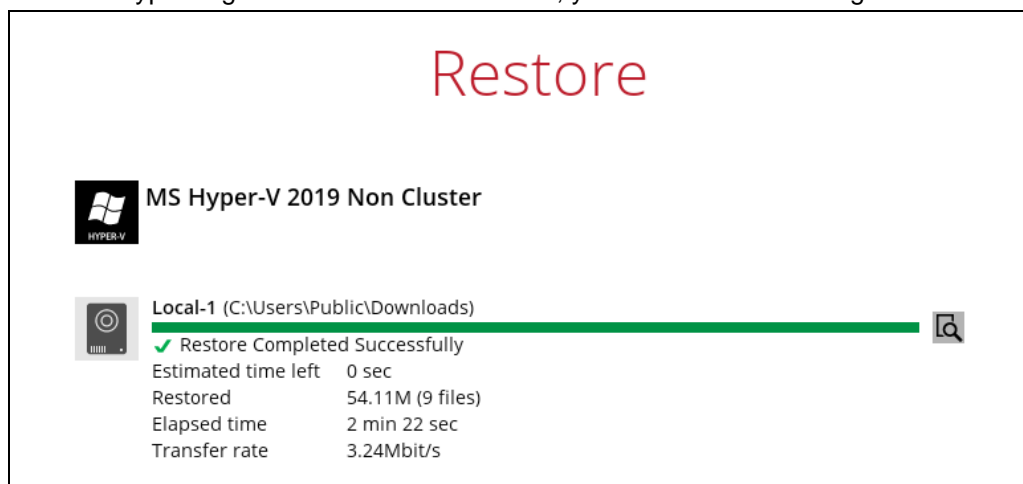 Restore
MS Hyper-V 2019 Non Cluster
HYPER-V
Local-1 (C:\Users\Public\Downloads)
Restore Completed Successfully
Estimated time left 0 sec
Restored 54.11M (9 files)
Elapsed time 2 min 22 sec
Transfer rate 3.24Mbit/s